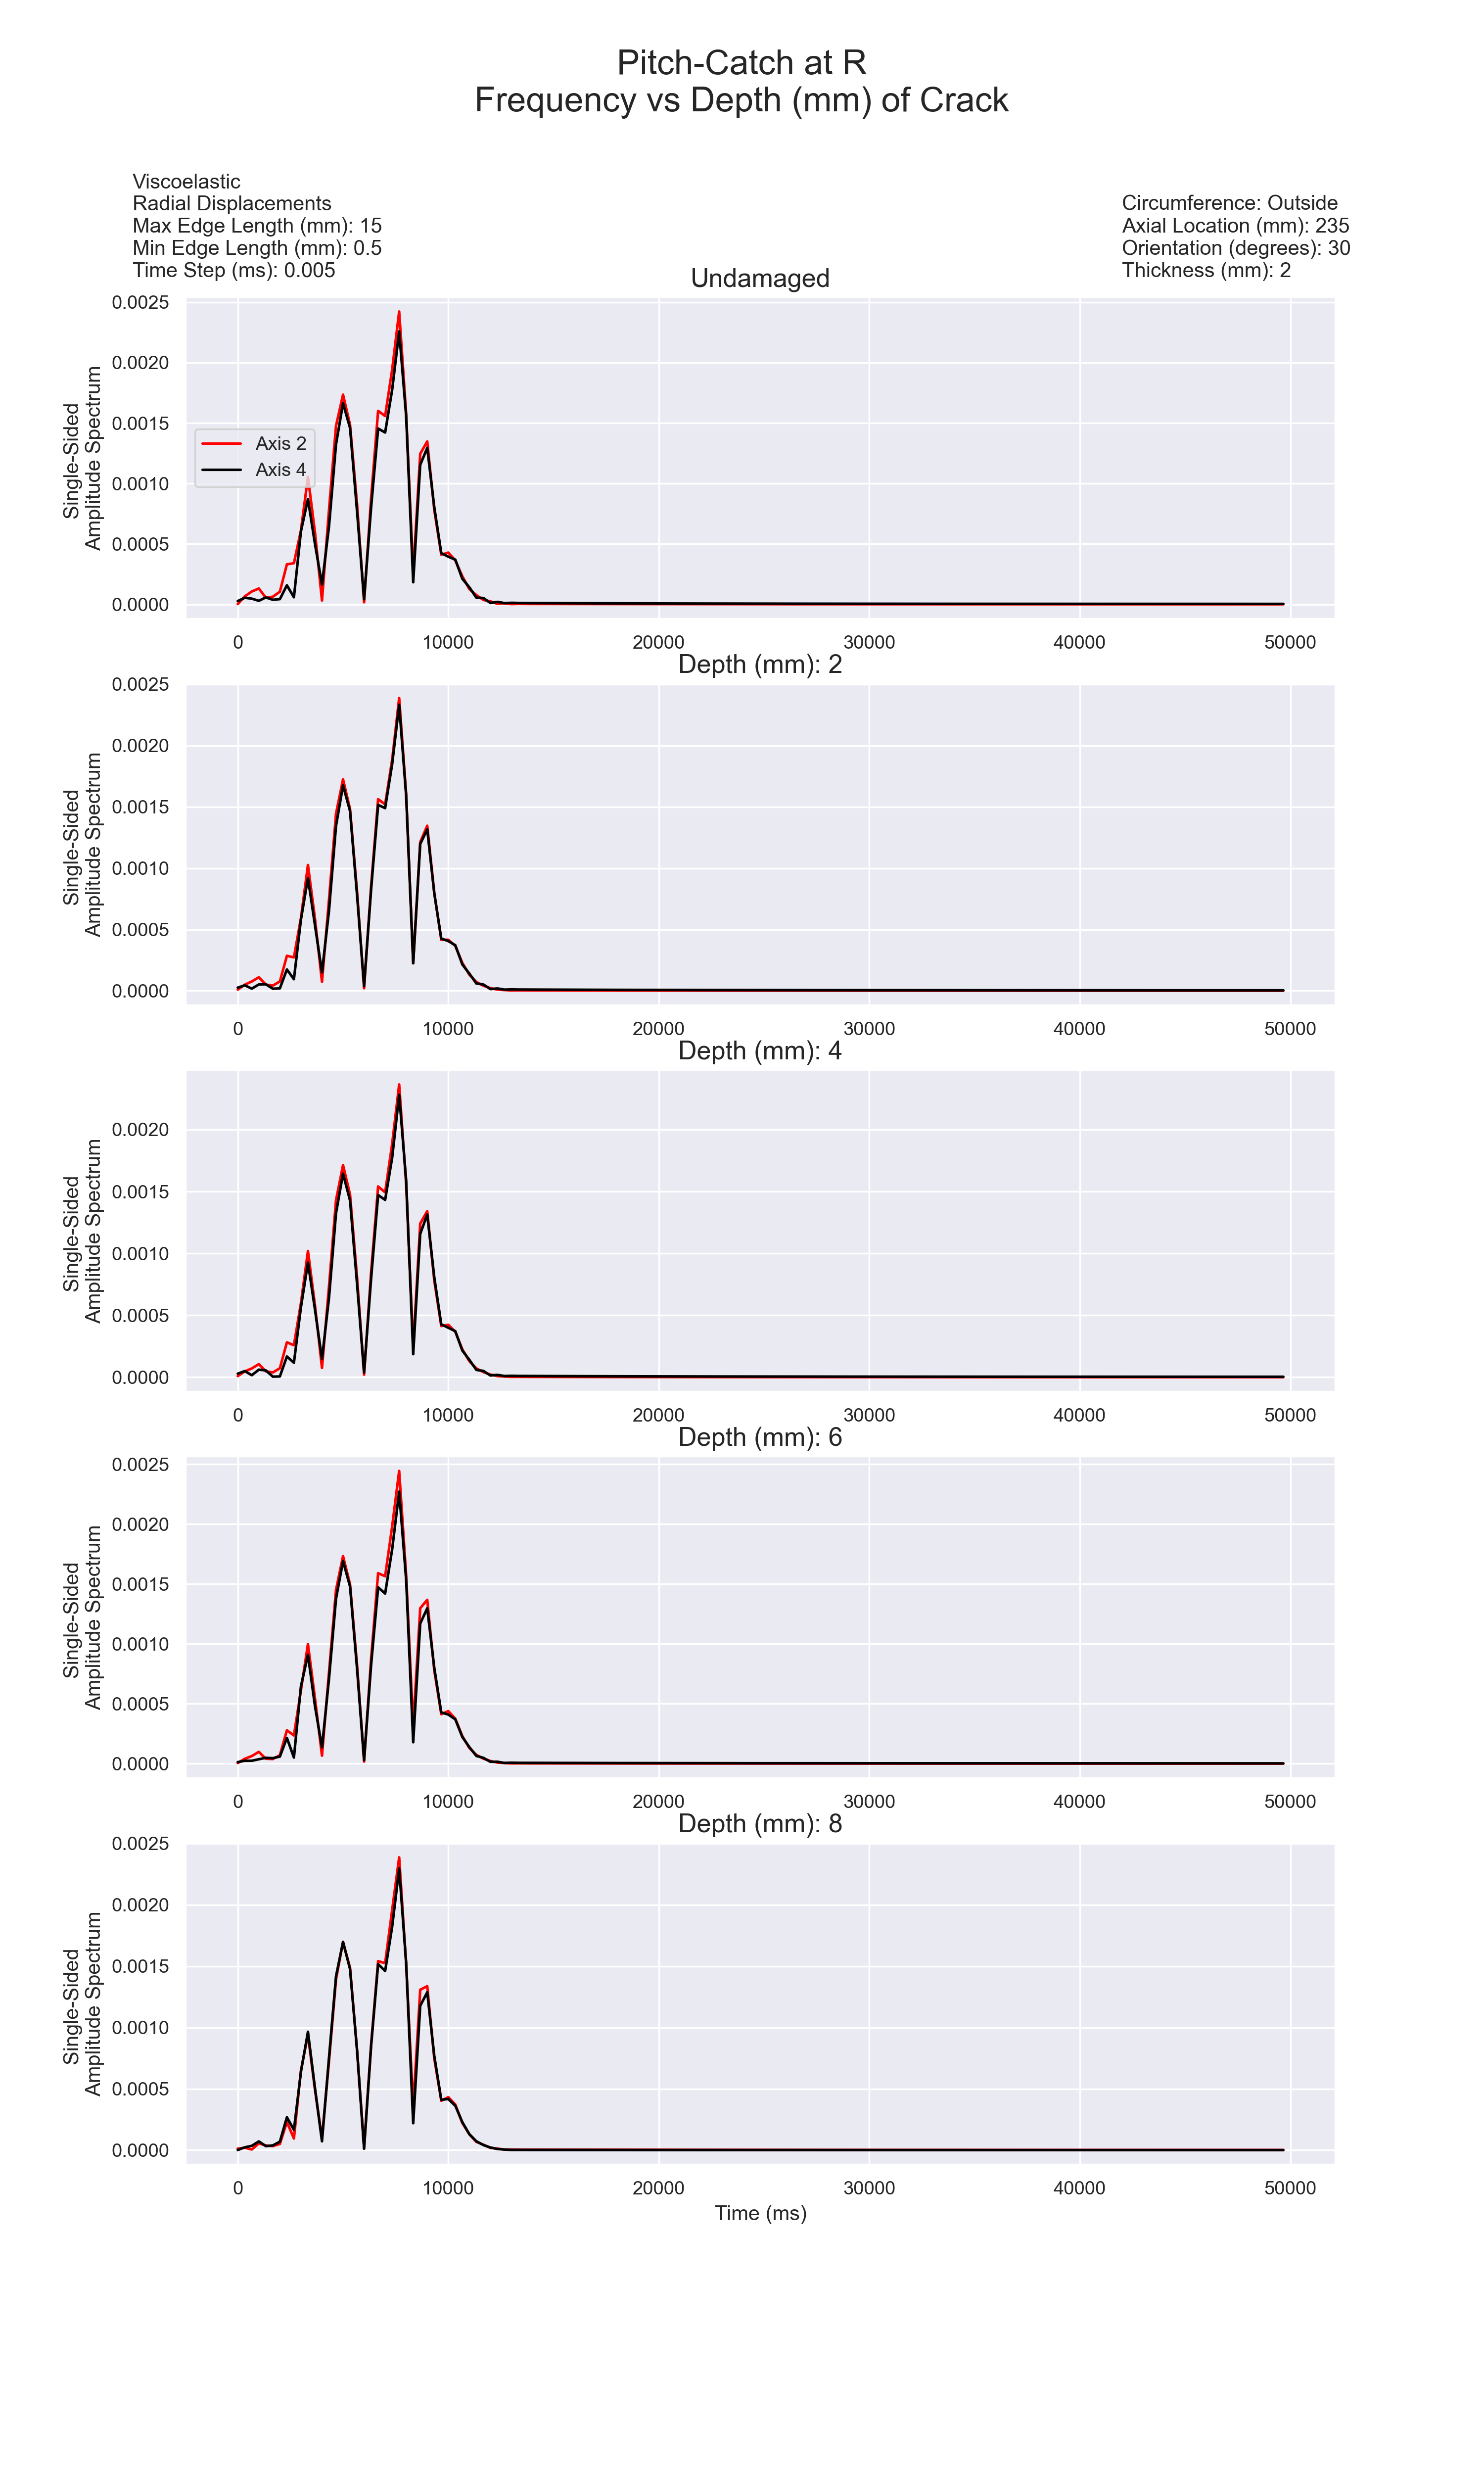 Pitch-Catch at R
Frequency vs Depth (mm) of Crack
Viscoelastic
Radial Displacements
Max Edge Length (mm): 15
Min Edge Length (mm): 0.5
Time Step (ms): 0.005
Circumference: Outside
Axial Location (mm): 235
Orientation (degrees): 30
Thickness (mm): 2
Undamaged
Single-Sided
Amplitude Spectrum
0.0025
0.0020
0.0015
0.0010
0.0005
0.0000
Axis 2
Axis 4
0 10000 20000 30000 40000 50000
Depth (mm): 2
Single-Sided
Amplitude Spectrum
0.0025
0.0020
0.0015
0.0010
0.0005
0.0000
0 10000 20000 30000 40000 50000
Depth (mm): 4
Single-Sided
Amplitude Spectrum
0.0020
0.0015
0.0010
0.0005
0.0000
0 10000 20000 30000 40000 50000
Depth (mm): 6
Single-Sided
Amplitude Spectrum
0.0025
0.0020
0.0015
0.0010
0.0005
0.0000
0 10000 20000 30000 40000 50000
Depth (mm): 8
Single-Sided
Amplitude Spectrum
0.0025
0.0020
0.0015
0.0010
0.0005
0.0000
0 10000 20000 30000 40000 50000
Time (ms)